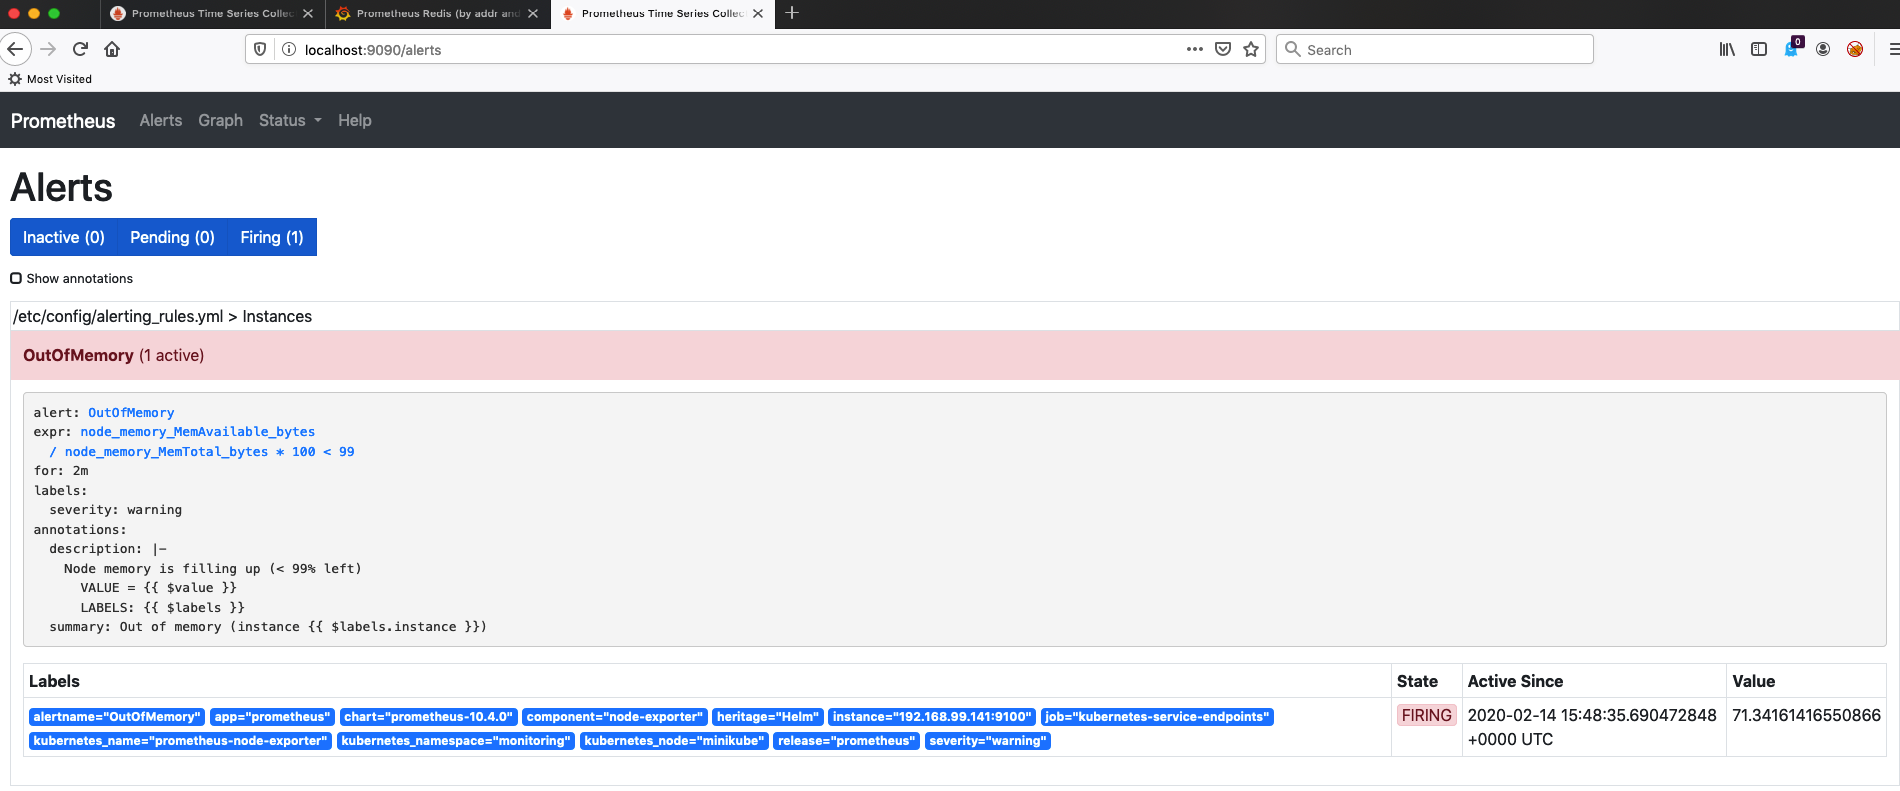 Prometheus Time Series Collec
Prometheus Redis (by addr and
Prometheus Time Series Collec
localhost:9090/alerts
Search
0
Most Visited
Prometheus Alerts Graph Status Help
Alerts
Inactive (0) Pending (0) Firing (1)
Show annotations
/etc/config/alerting_rules.yml > Instances
OutOfMemory (1 active)
alert: OutOfMemory
expr: node_memory_MemAvailable_bytes
  / node_memory_MemTotal_bytes * 100 < 99
for: 2m
labels:
  severity: warning
annotations:
  description: |-
    Node memory is filling up (< 99% left)
      VALUE = {{ $value }}
      LABELS: {{ $labels }}
  summary: Out of memory (instance {{ $labels.instance }})
Labels State Active Since Value
alertname="OutOfMemory" app="prometheus" chart="prometheus-10.4.0" component="node-exporter" heritage="Helm" instance="192.168.99.141:9100" job="kubernetes-service-endpoints" FIRING 2020-02-14 15:48:35.690472848 71.34161416550866
kubernetes_name="prometheus-node-exporter" kubernetes_namespace="monitoring" kubernetes_node="minikube" release="prometheus" severity="warning" +0000 UTC